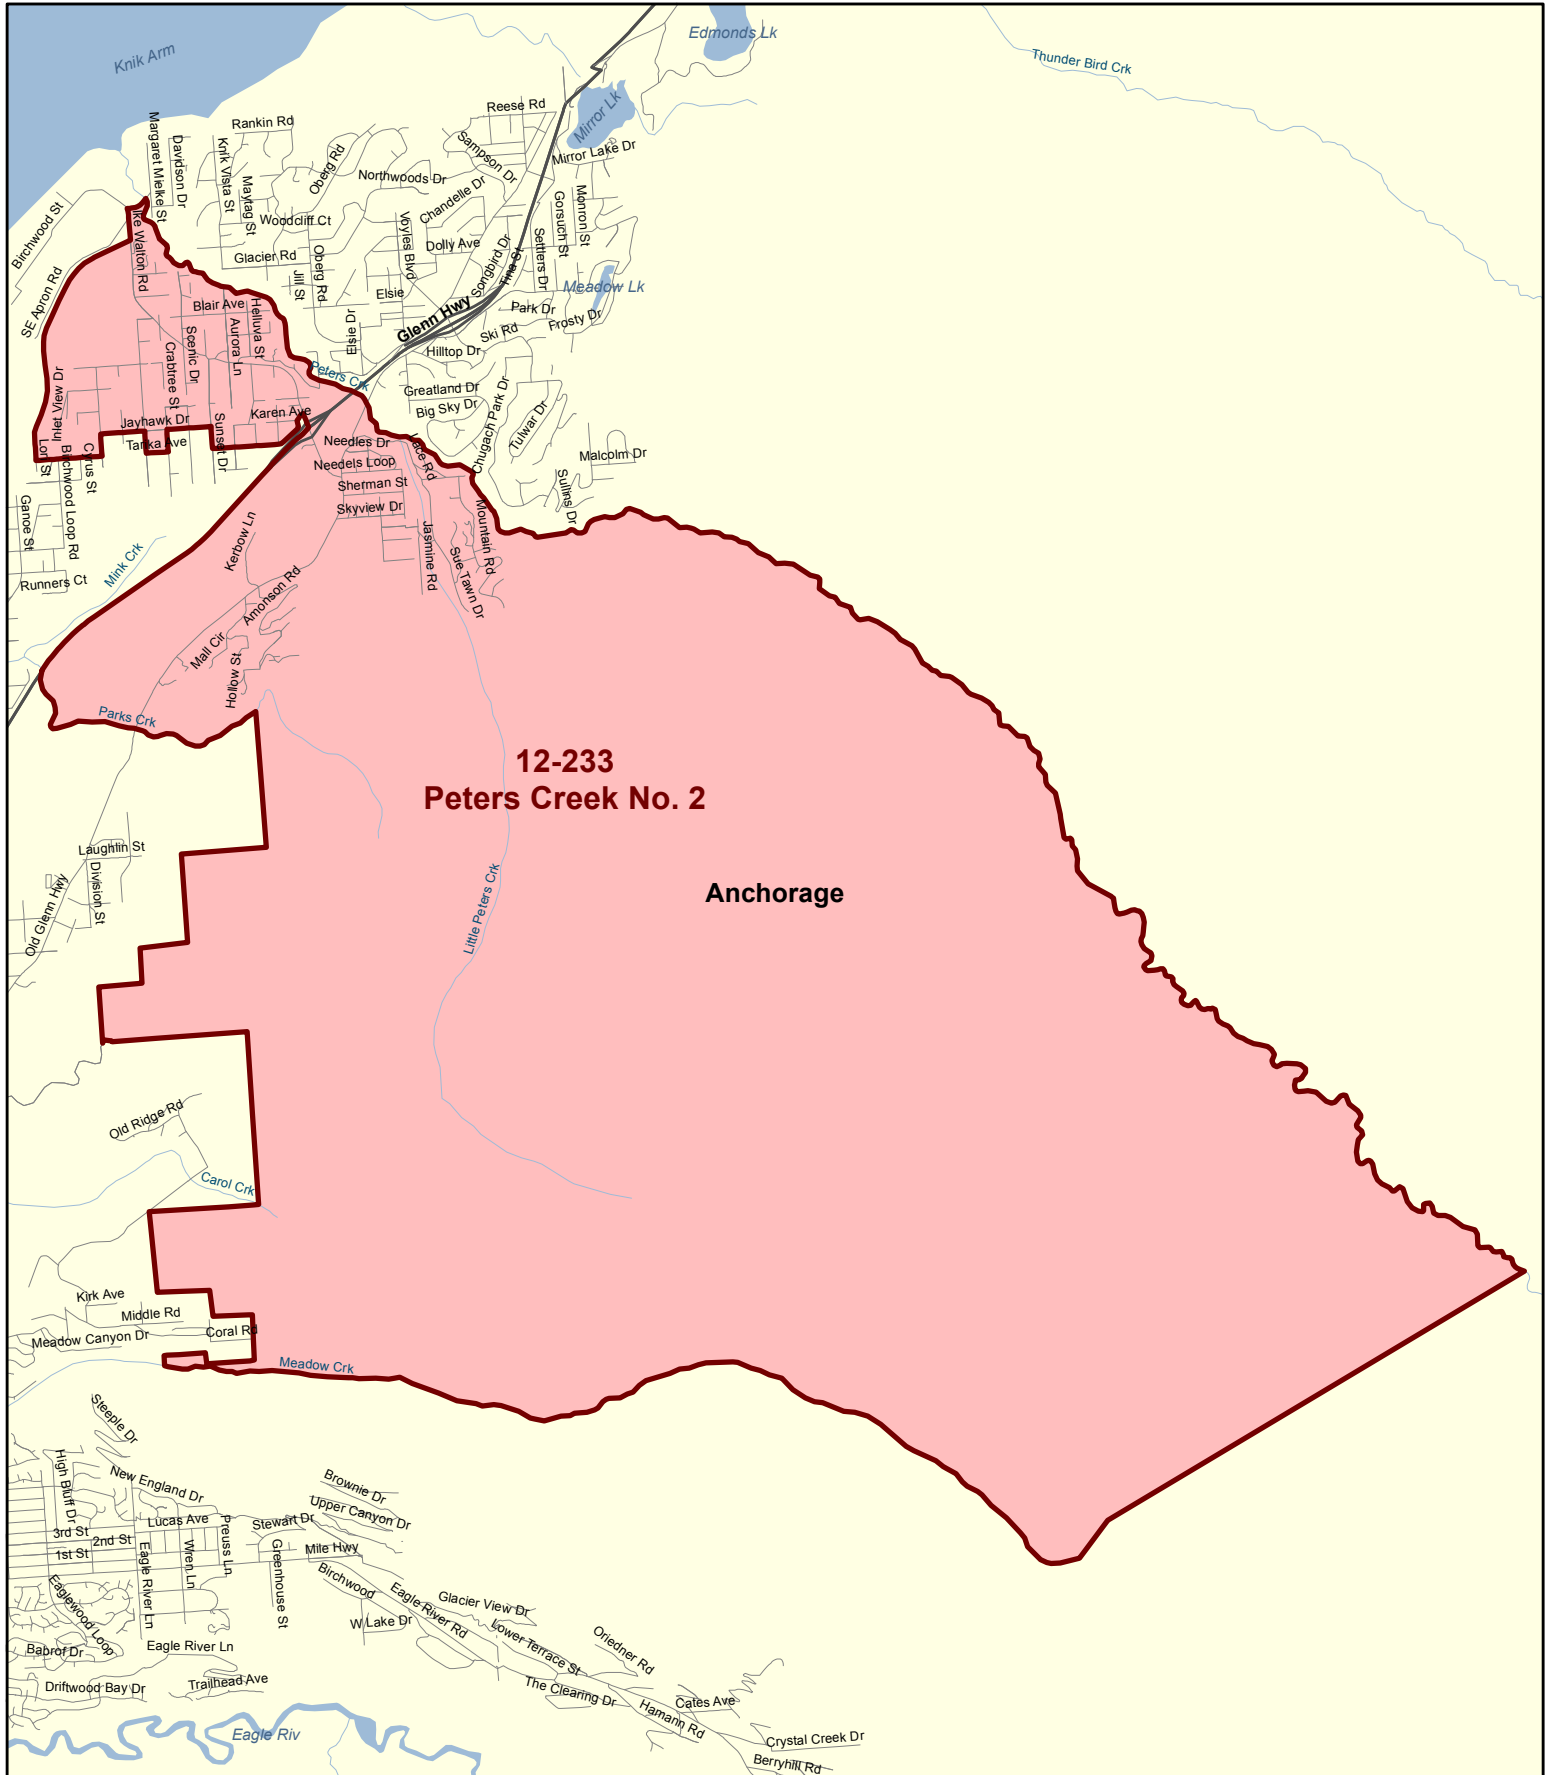 Edmonds Lk
Knik Arm
Thunder Bird Crk
Reese Rd
Mirror Lk
Rankin Rd
Margaret Mielke St
Davidson Dr
Knik Vista St
Sampson Dr
Mirror Lake Dr
Oberg Rd
Northwoods Dr
Maytag St
Chandelle Dr
Monron St
Gorsuch St
Birchwood St
Woodcliff Ct
Voyles Blvd
Ike Walton Rd
Dolly Ave
Settlers Dr
Songbird Dr
Tina St
Glacier Rd
Oberg Rd
Jill St
SE Apron Rd
Elsie
Meadow Lk
Blair Ave
Helluva St
Glenn Hwy
Park Dr
Frosty Dr
Ski Rd
Elsie Dr
Aurora Ln
Scenic Dr
Hilltop Dr
Crabtree St
Peters Crk
Inlet View Dr
Greatland Dr
Big Sky Dr
Chugach Park Dr
Tulwar Dr
Karen Ave
Jayhawk Dr
Sunset Dr
Tanka Ave
Needles Dr
Lace Rd
Lori St
Birchwood Loop Rd
Cyrus St
Needels Loop
Malcolm Dr
Sherman St
Sullins Dr
Skyview Dr
Mountain Rd
Ganoe St
Kerbow Ln
Jasmine Rd
Mink Crk
Sue Tawn Dr
Runners Ct
Amonson Rd
Mall Cir
Hollow St
Parks Crk
12-233
Peters Creek No. 2
Laughlin St
Division St
Old Glenn Hwy
Anchorage
Little Peters Crk
Old Ridge Rd
Carol Crk
Kirk Ave
Middle Rd
Meadow Canyon Dr
Coral Rd
Meadow Crk
Steeple Dr
High Bluff Dr
New England Dr
Brownie Dr
Upper Canyon Dr
Lucas Ave
Preuss Ln
Stewart Dr
3rd St
2nd St
1st St
Eagle River Ln
Wren Ln
Greenhouse St
Mile Hwy
Birchwood
Eaglewood Loop
Eagle River Rd
Glacier View Dr
W Lake Dr
Lower Terrace St
Oriedner Rd
Babrof Dr
Eagle River Ln
Driftwood Bay Dr
Trailhead Ave
The Clearing Dr
Hamann Rd
Cates Ave
Eagle Riv
Crystal Creek Dr
Berryhill Rd